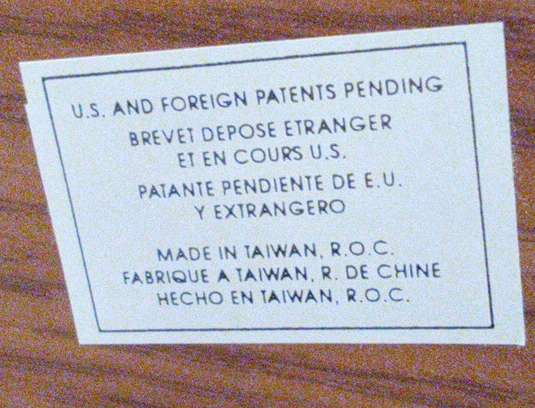 U.S. AND FOREIGN PATENTS PENDING
BREVET DEPOSE ETRANGER
ET EN COURS U.S.
PATANTE PENDIENTE DE E.U.
Y EXTRANGERO
MADE IN TAIWAN, R.O.C.
FABRIQUE A TAIWAN, R. DE CHINE
HECHO EN TAIWAN, R.O.C.